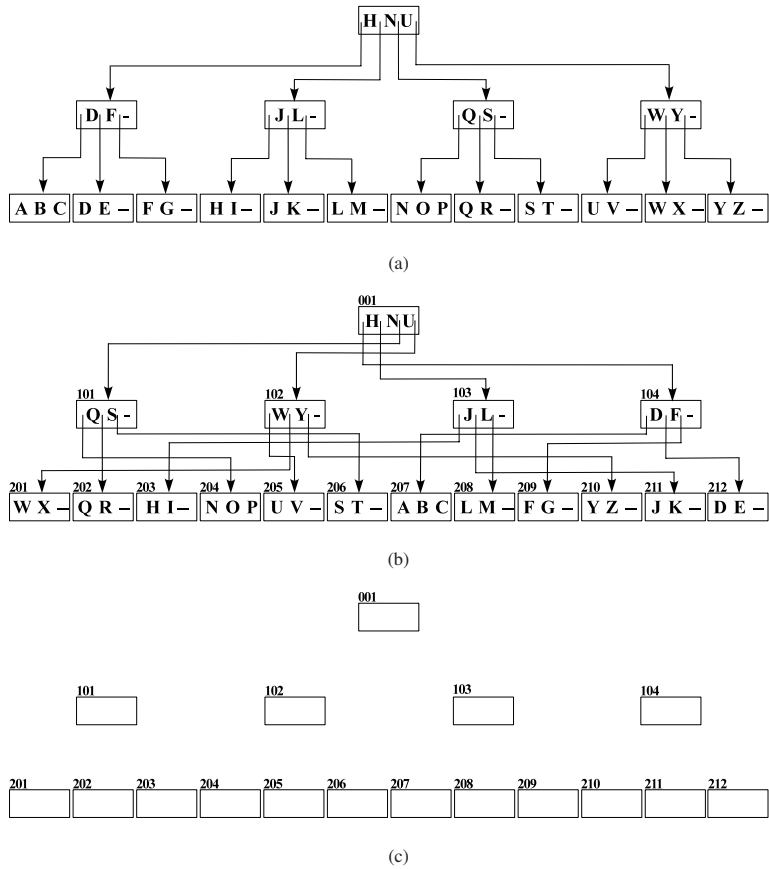 H N U
D F - J L - Q S - W Y -
A B C D E – F G – H I – J K – L M – N O P Q R – S T – U V – W X – Y Z –
(a)
001
H N U
101 102 103 104
Q S - W Y - J L - D F -
201 202 203 204 205 206 207 208 209 210 211 212
W X – Q R – H I – N O P U V – S T – A B C L M – F G – Y Z – J K – D E –
(b)
001
101 102 103 104
201 202 203 204 205 206 207 208 209 210 211 212
(c)